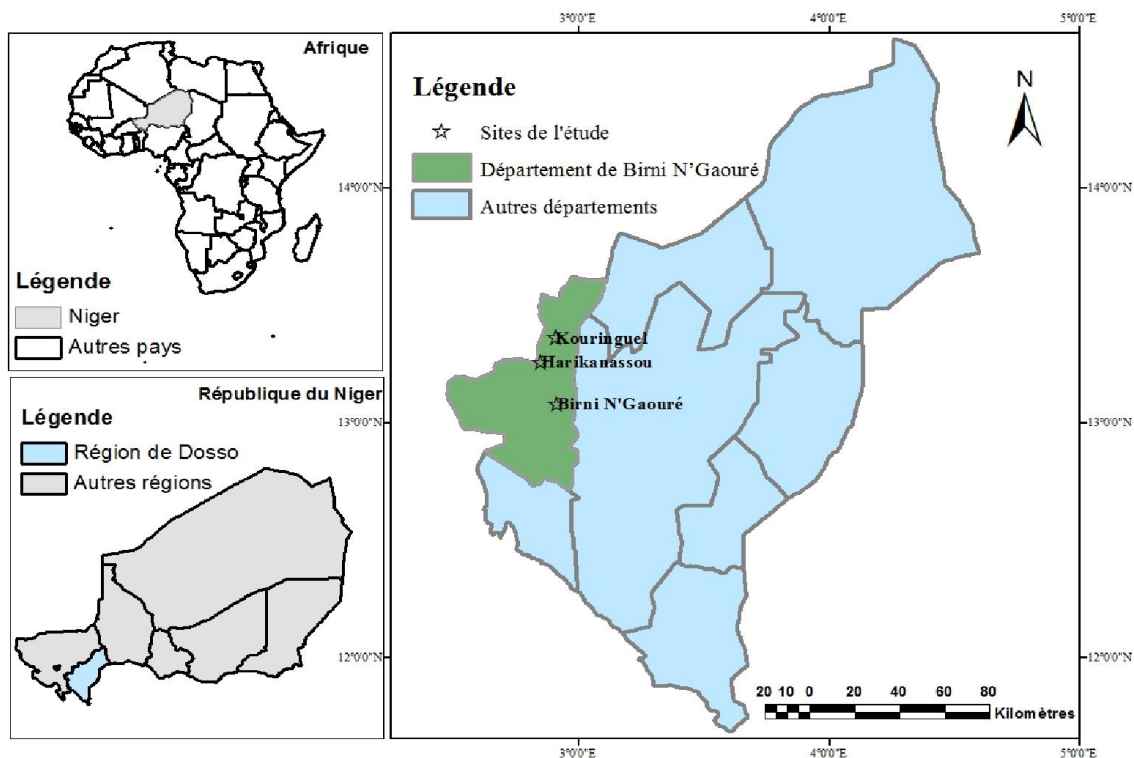 Afrique
Légende
Niger
Autres pays
République du Niger
Légende
Région de Dosso
Autres régions
3°0'0"E 4°0'0"E 5°0'0"E
Légende
Sites de l'étude
Département de Birni N'Gaouré
Autres départements
N
14°0'0"N 14°0'0"N
Kouringuel
Harikanassou
Birni N'Gaouré
13°0'0"N 13°0'0"N
12°0'0"N 12°0'0"N
20 10 0 20 40 60 80
Kilomètres
3°0'0"E 4°0'0"E 5°0'0"E